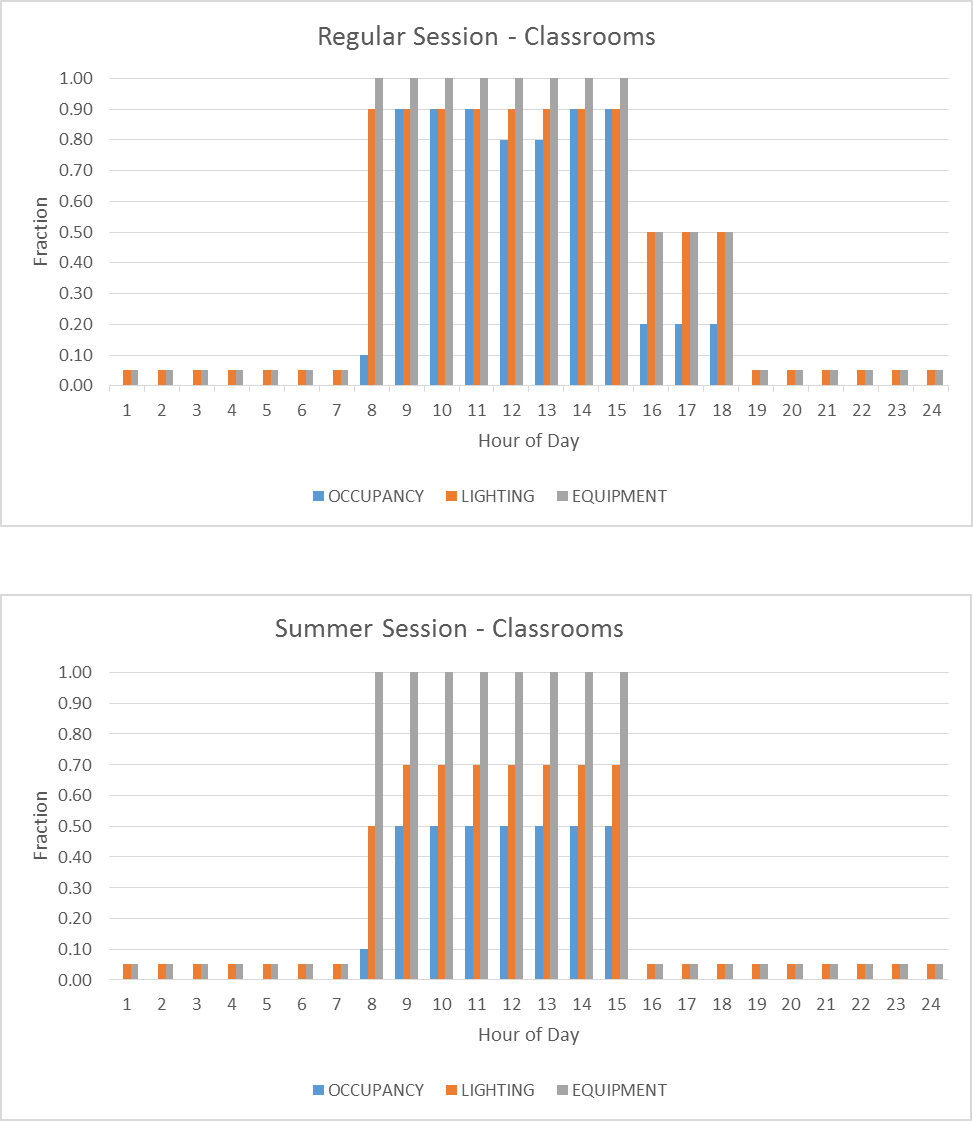 Regular Session - Classrooms
1.00
0.90
0.80
0.70
0.60
0.50
0.40
0.30
0.20
0.10
0.00
Fraction
1 2 3 4 5 6 7 8 9 10 11 12 13 14 15 16 17 18 19 20 21 22 23 24
Hour of Day
OCCUPANCY LIGHTING EQUIPMENT
Summer Session - Classrooms
1.00
0.90
0.80
0.70
0.60
0.50
0.40
0.30
0.20
0.10
0.00
Fraction
1 2 3 4 5 6 7 8 9 10 11 12 13 14 15 16 17 18 19 20 21 22 23 24
Hour of Day
OCCUPANCY LIGHTING EQUIPMENT